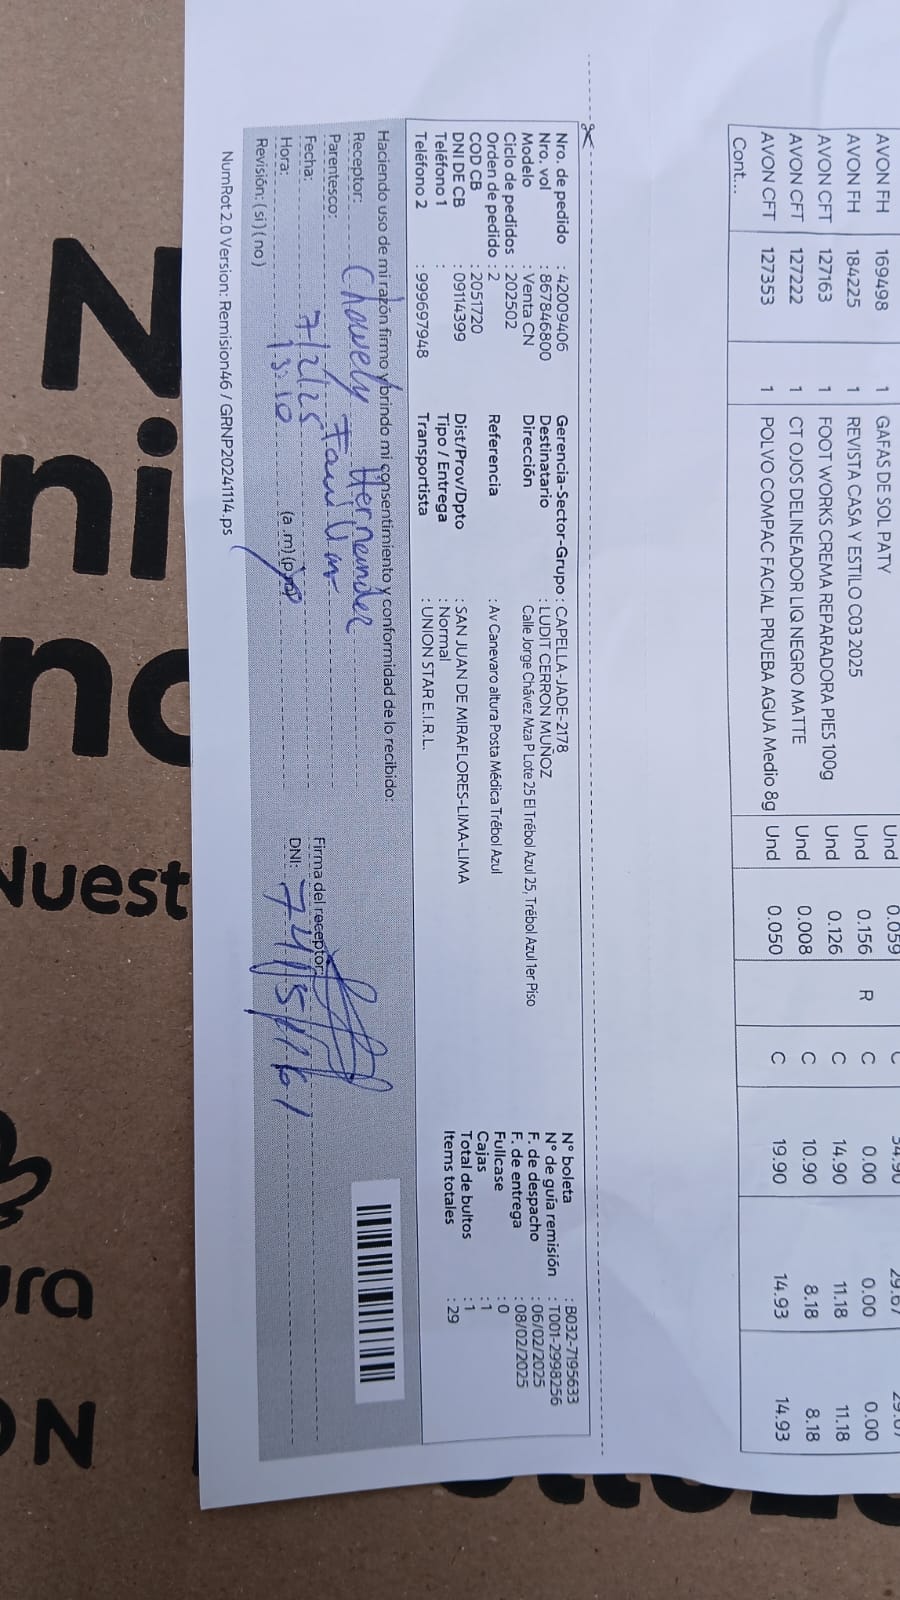 AVON FH 169498 1 GAFAS DE SOL PATY Und 0.059 C 29.67
AVON FH 184225 1 REVISTA CASA Y ESTILO C03 2025 Und 0.156 R C 0.00 0.00 0.00
AVON CFT 127163 1 FOOT WORKS CREMA REPARADORA PIES 100g Und 0.126 C 14.90 11.18 11.18
AVON CFT 127222 1 CT OJOS DELINEADOR LIQ NEGRO MATTE Und 0.008 C 10.90 8.18 8.18
AVON CFT 127353 1 POLVO COMPAC FACIAL PRUEBA AGUA Medio 8g Und 0.050 C 19.90 14.93 14.93
Cont...
Nro. de pedido : 42009406 Gerencia-Sector-Grupo : CAPELLA-JADE-2178 N° boleta : B032-7195633
Nro. vol : 867846800 Destinatario : LUDIT CERRON MUÑOZ N° de guía remisión : T001-2998256
Modelo : Venta CN Dirección Calle Jorge Chávez Mza P Lote 25 El Trébol Azul 25, Trébol Azul 1er Piso F. de despacho : 06/02/2025
Ciclo de pedidos : 202502 F. de entrega : 08/02/2025
Orden de pedido : 2 Referencia : Av Canevaro altura Posta Médica Trébol Azul Fullcase : 0
COD CB : 2051720 Cajas : 1
DNI DE CB : 09114399 Dist/Prov/Dpto : SAN JUAN DE MIRAFLORES-LIMA-LIMA Total de bultos : 1
Teléfono 1 : Tipo / Entrega : Normal Items totales : 29
Teléfono 2 : 999697948 Transportista : UNION STAR E.I.R.L.
Haciendo uso de mi razón firmo y brindo mi consentimiento y conformidad de lo recibido:
Receptor: Hernandez
Parentesco: Familiar
Fecha: 7/2/25 Firma del receptor:
Hora: 13:10 (a .m) (p.m) DNI:
Revisión: ( si ) ( no )
NumRot 2.0 Version: Remision46 / GRNP20241114.ps
N
ni
no
Nuest
ura
ON